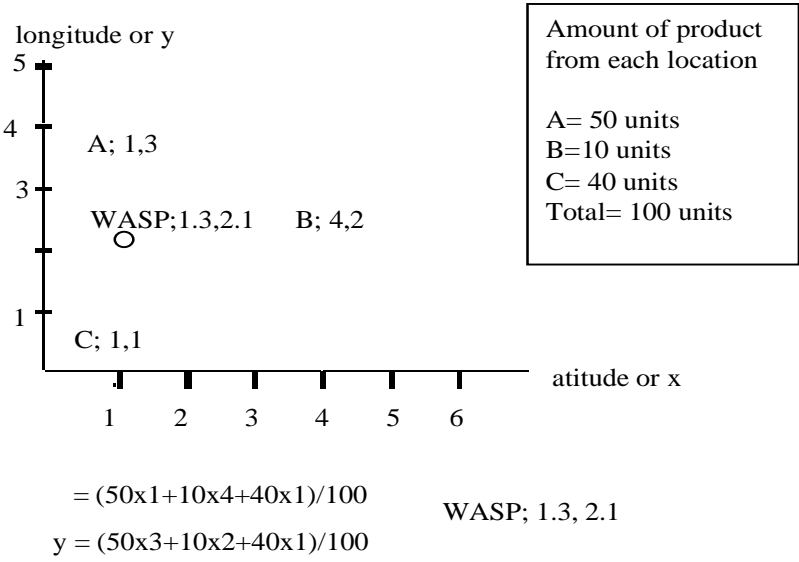 longitude or y
5
4
3
1
A; 1,3
WASP;1.3,2.1
B; 4,2
C; 1,1
1 2 3 4 5 6
atitude or x
Amount of product
from each location
A= 50 units
B=10 units
C= 40 units
Total= 100 units
= (50x1+10x4+40x1)/100
y = (50x3+10x2+40x1)/100
WASP; 1.3, 2.1